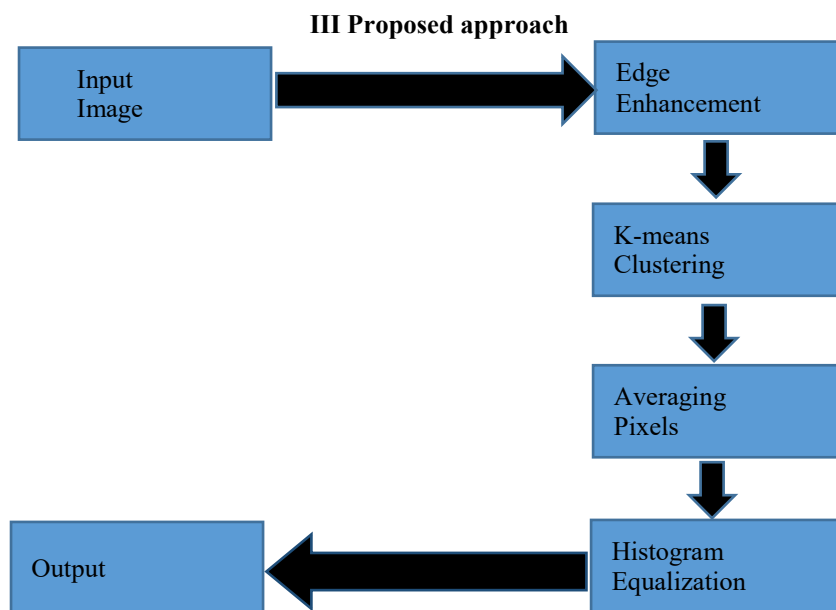 III Proposed approach
Input
Image
Edge
Enhancement
K-means
Clustering
Averaging
Pixels
Histogram
Equalization
Output